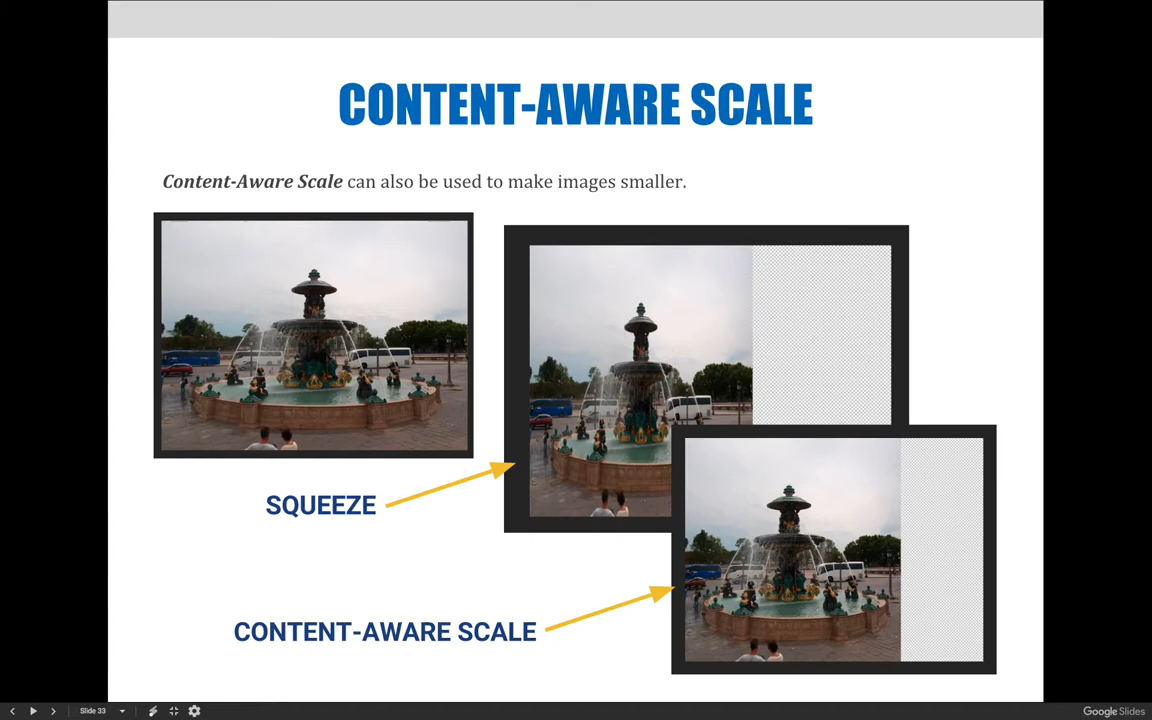 CONTENT-AWARE SCALE
Content-Aware Scale can also be used to make images smaller.
SQUEEZE
CONTENT-AWARE SCALE
Slide 33
Google Slides